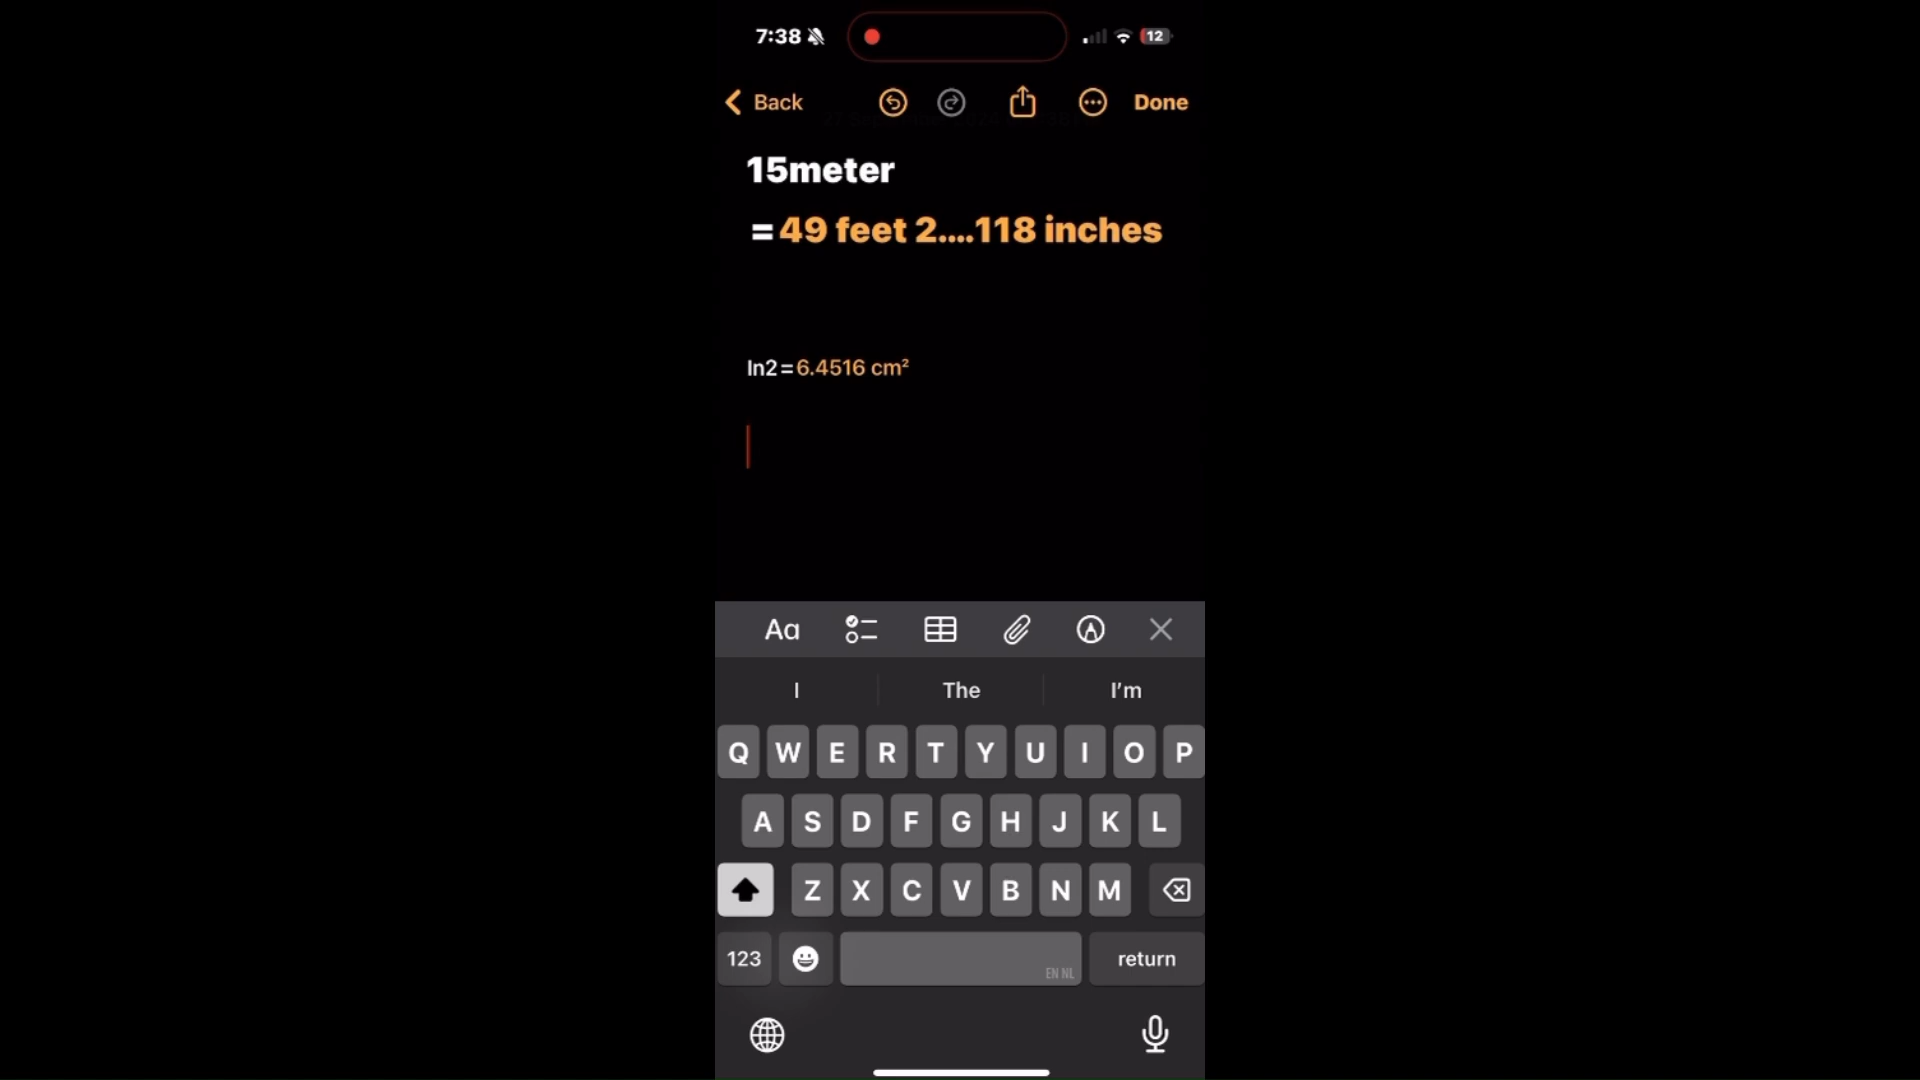 7:38
12
Back
Done
15meter
=49 feet 2....118 inches
In2=6.4516 cm²
Aa
I The I'm
Q W E R T Y U I O P
A S D F G H J K L
Z X C V B N M
123
EN NL
return